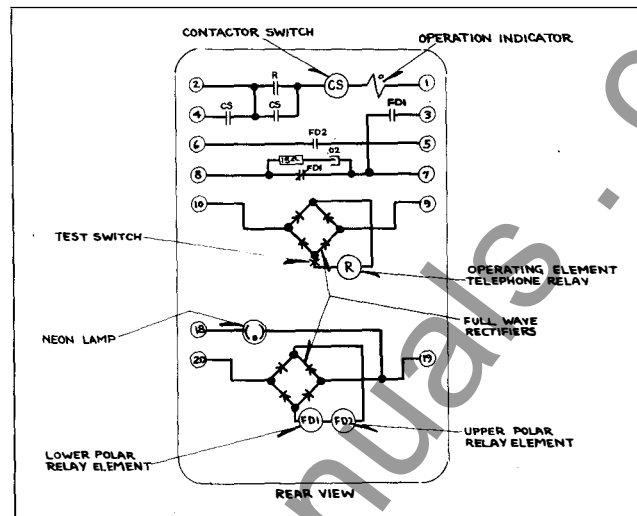 CONTACTOR SWITCH
OPERATION INDICATOR
2
R
CS
O
1
4
CS
CS
FD1
3
6
FD2
5
8
FD1
7
10
9
TEST SWITCH
R
OPERATING ELEMENT
TELEPHONE RELAY
NEON LAMP
18
FULL WAVE
RECTIFIERS
20
19
FD1
FD2
LOWER POLAR
RELAY ELEMENT
UPPER POLAR
RELAY ELEMENT
REAR VIEW
nuals.